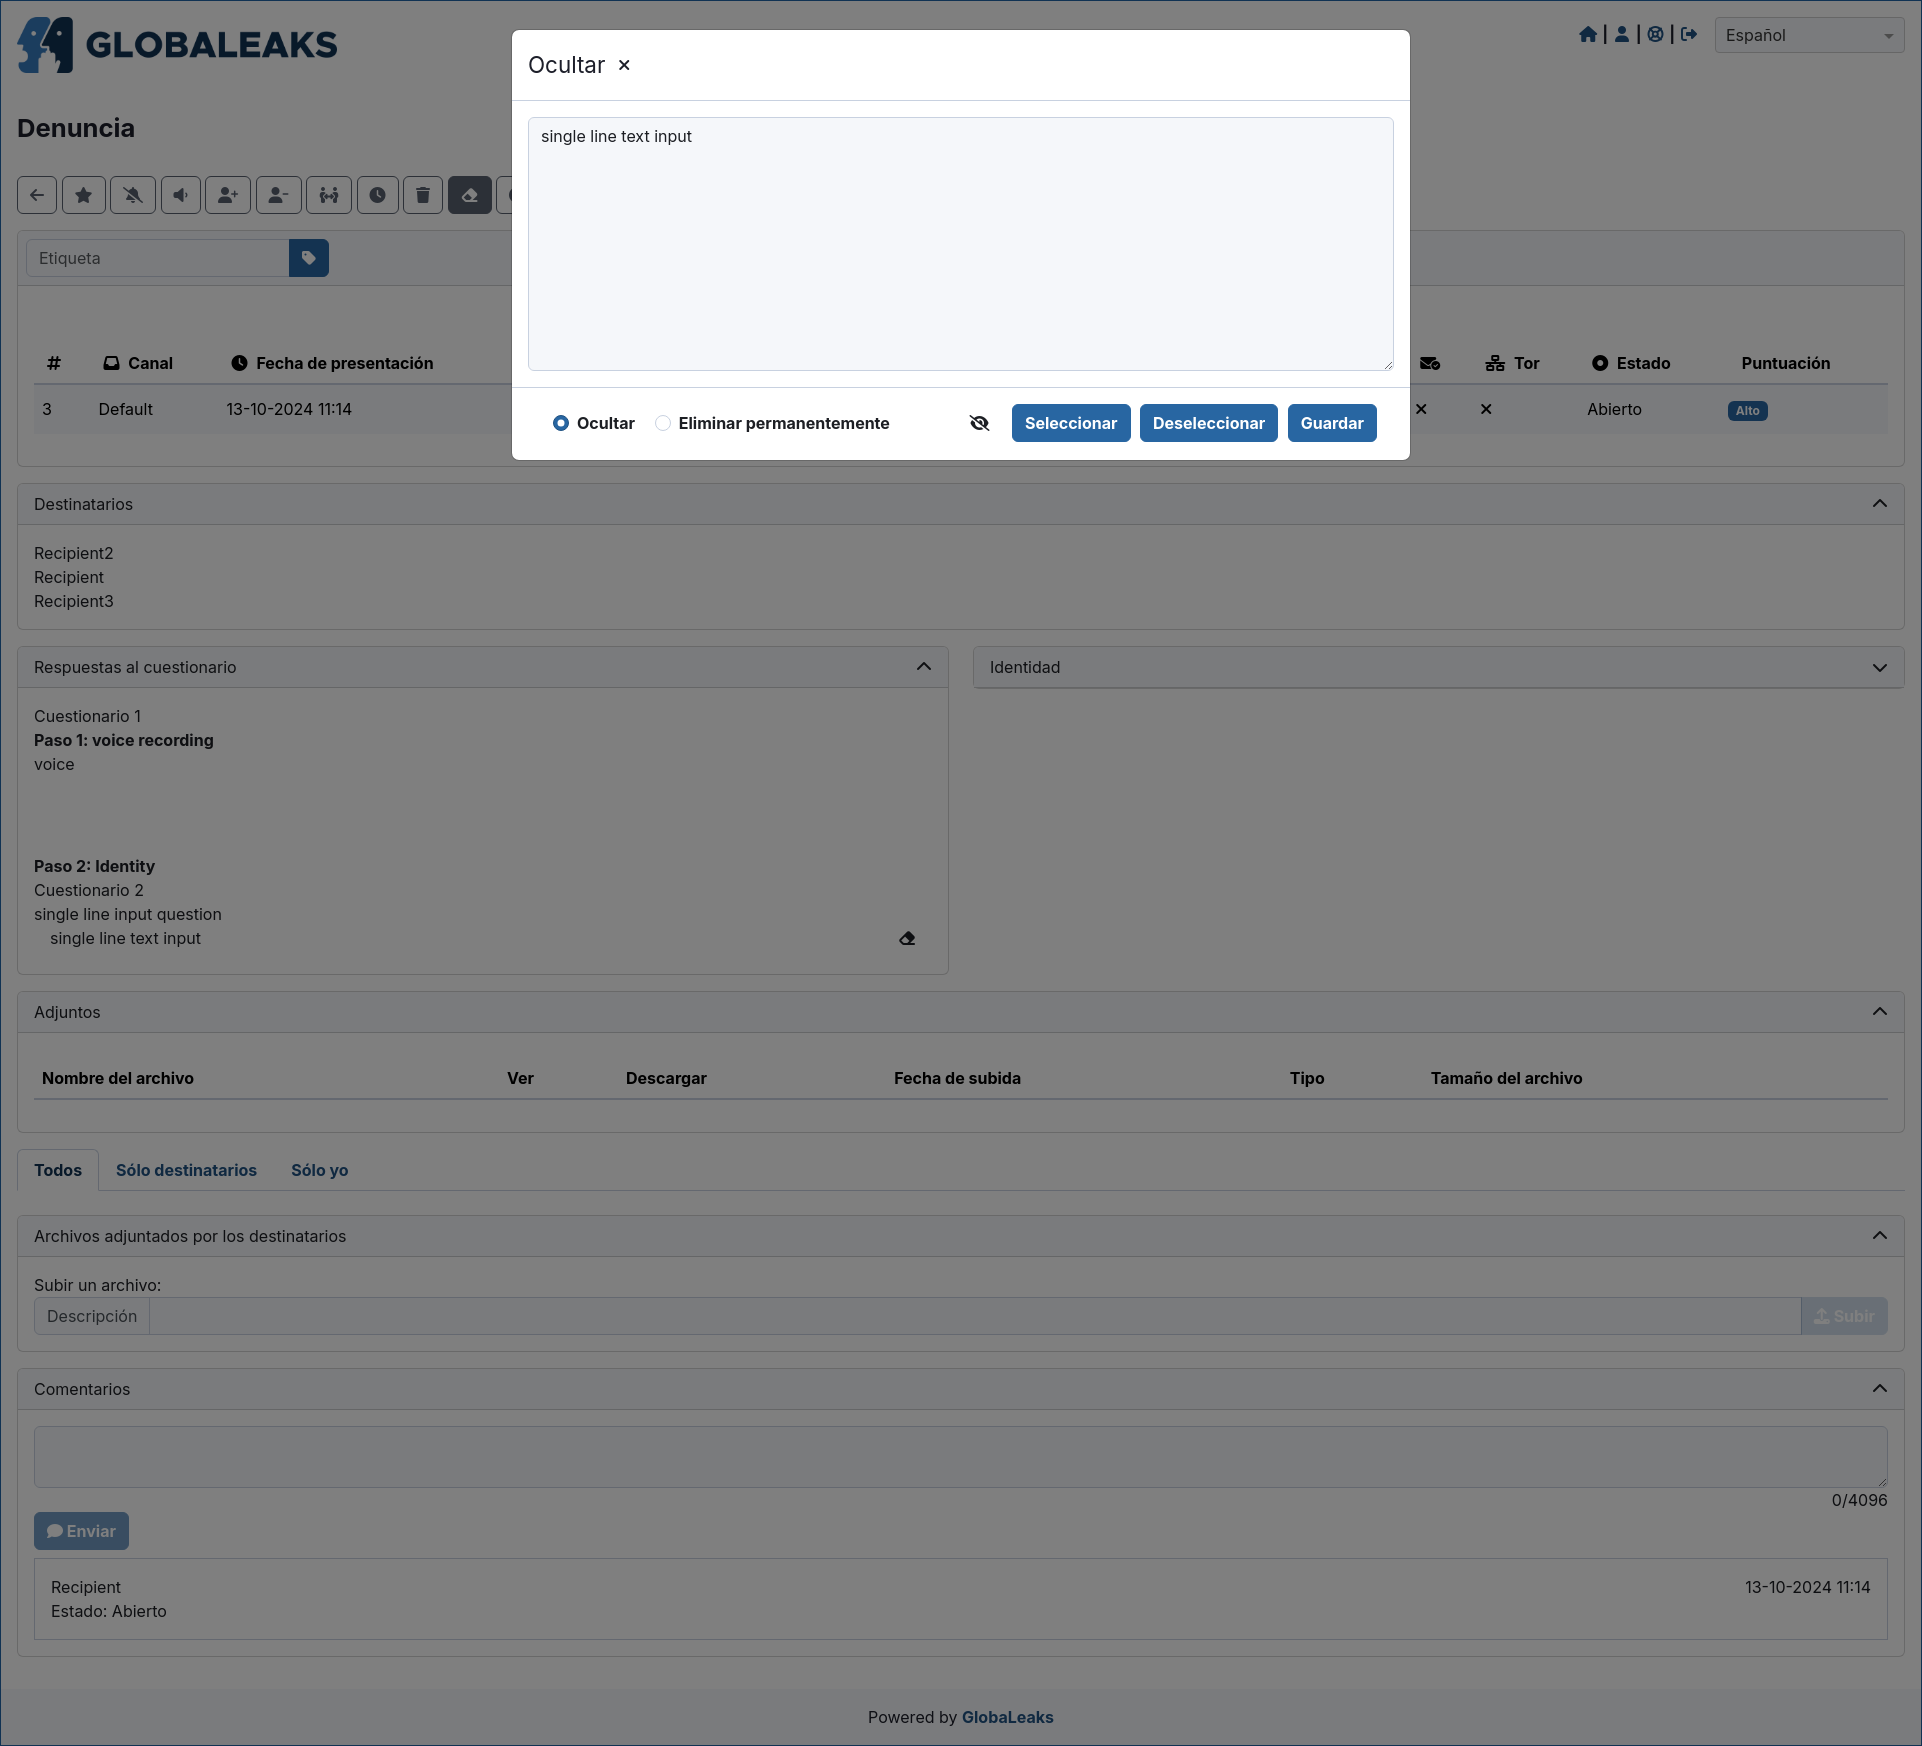 GLOBALEAKS
Español
Ocultar
Denuncia
single line text input
Etiqueta
# Canal Fecha de presentación Tor Estado Puntuación
3 Default 13-10-2024 11:14 Abierto Alto
Ocultar Eliminar permanentemente Seleccionar Deseleccionar Guardar
Destinatarios
Recipient2
Recipient
Recipient3
Respuestas al cuestionario
Identidad
Cuestionario 1
Paso 1: voice recording
voice
Paso 2: Identity
Cuestionario 2
single line input question
single line text input
Adjuntos
Nombre del archivo Ver Descargar Fecha de subida Tipo Tamaño del archivo
Todos Sólo destinatarios Sólo yo
Archivos adjuntados por los destinatarios
Subir un archivo:
Descripción Subir
Comentarios
0/4096
Enviar
Recipient 13-10-2024 11:14
Estado: Abierto
Powered by GlobaLeaks